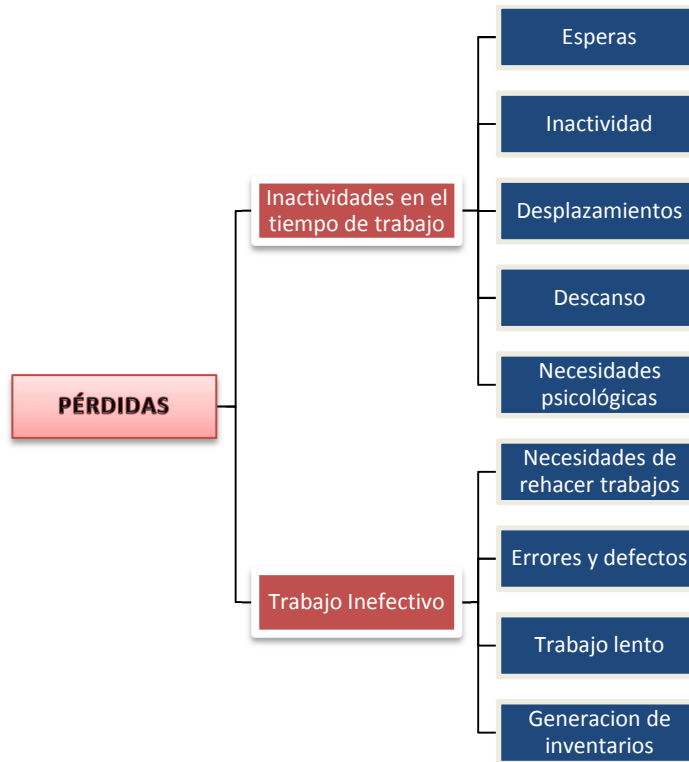 Esperas
Inactividad
Inactividades en el
tiempo de trabajo
Desplazamientos
Descanso
Necesidades
psicológicas
PÉRDIDAS
Necesidades de
rehacer trabajos
Errores y defectos
Trabajo Inefectivo
Trabajo lento
Generacion de
inventarios